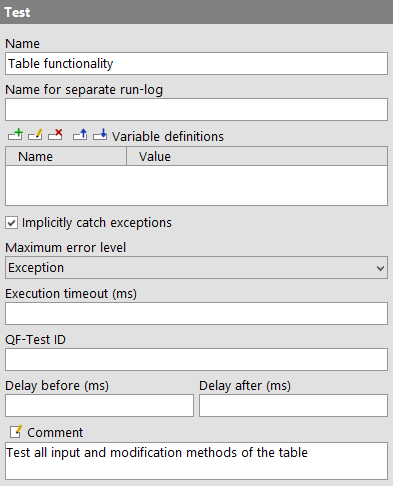 Test
Name
Table functionality
Name for separate run-log
Variable definitions
Name Value
Implicitly catch exceptions
Maximum error level
Exception
Execution timeout (ms)
QF-Test ID
Delay before (ms) Delay after (ms)
Comment
Test all input and modification methods of the table